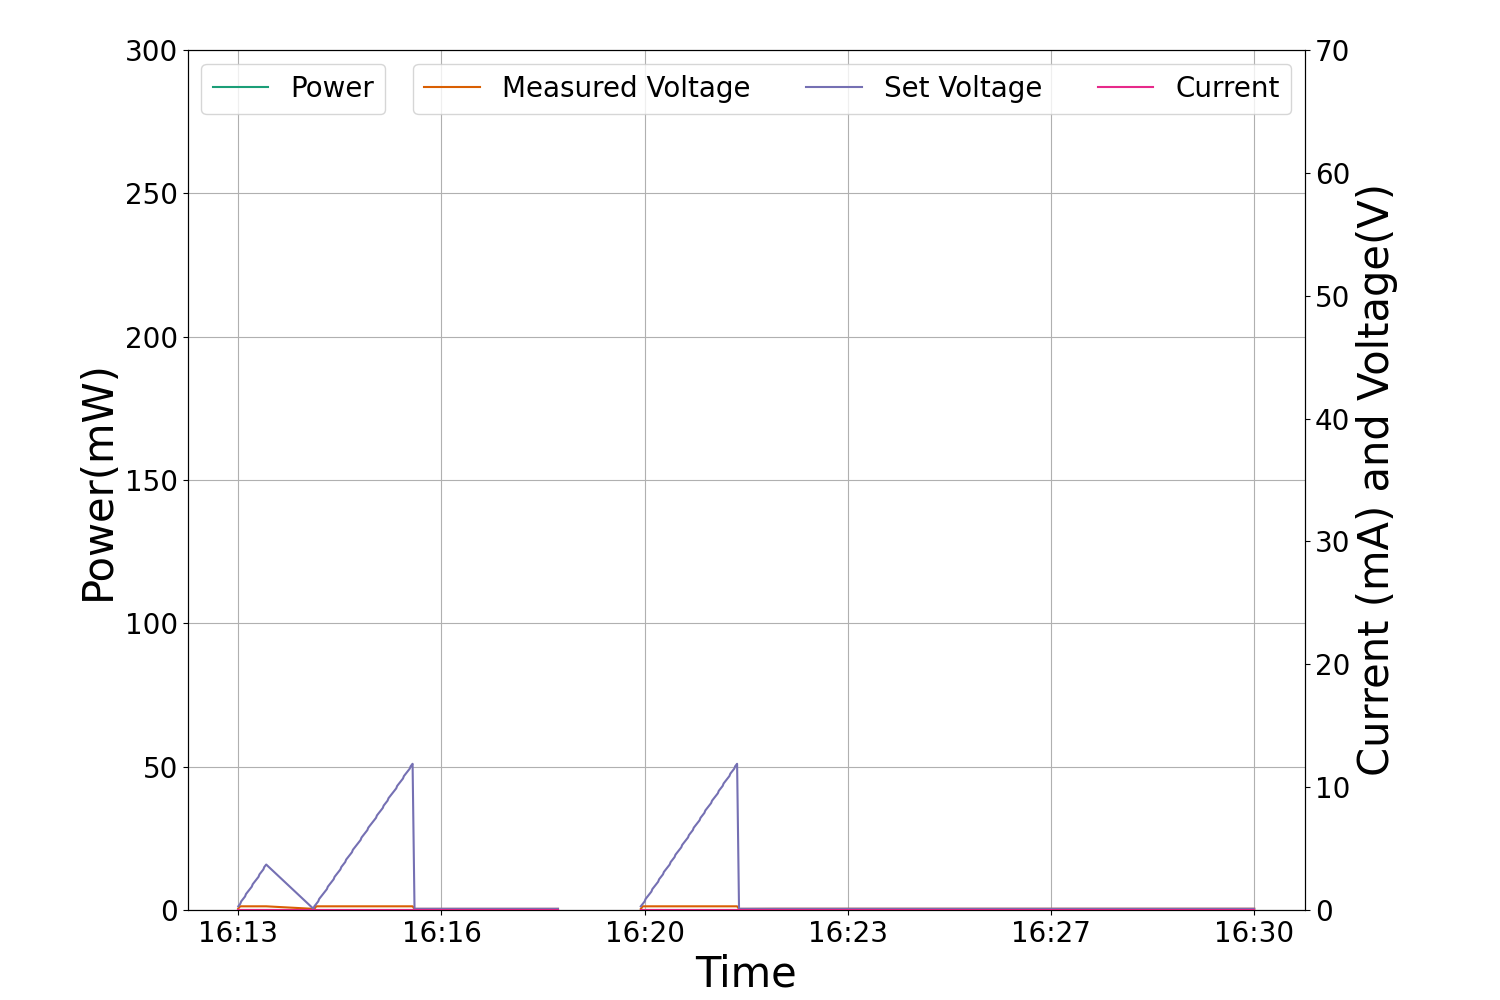 Power
Measured Voltage
Set Voltage
Current
300
250
200
150
100
50
0
Power(mW)
70
60
50
40
30
20
10
0
Current (mA) and Voltage(V)
16:13 16:16 16:20 16:23 16:27 16:30
Time